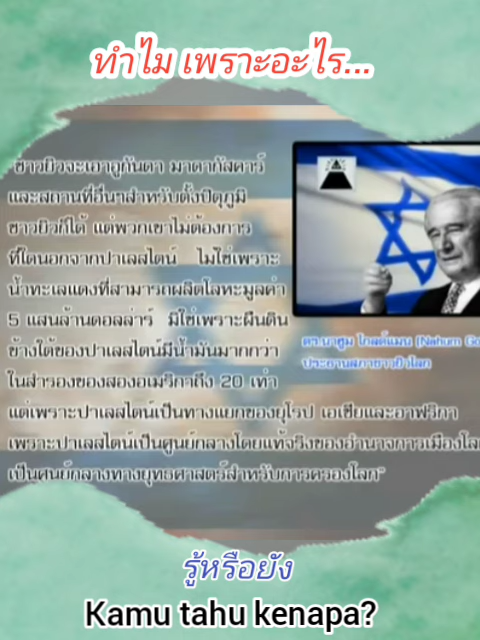 ทำไม เพราะอะไร...
ชาวยิวจะเอาอูกันดา มาดากัสคาร์
และสถานที่อื่นๆสำหรับตั้งปิตุภูมิ
ชาวยิวก็ได้ แต่พวกเขาไม่ต้องการ
ที่ใดนอกจากปาเลสไตน์ ไม่ใช่เพราะ
น้ำทะเลแดงที่สามารถผลิตโลหะมูลค่า
5 แสนล้านดอลล่าร์ มิใช่เพราะผืนดิน
ข้างใต้ของปาเลสไตน์มีน้ำมันมากกว่า
ในสำรองของสองอเมริกาถึง 20 เท่า
ดร.นาฮูม โกลด์แมน (Nahum Go
ประธานสภาชาวยิวโลก
แต่เพราะปาเลสไตน์เป็นทางแยกของยุโรป เอเชียและอาฟริกา
เพราะปาเลสไตน์เป็นศูนย์กลางโดยแท้จริงของอำนาจการเมืองโล
เป็นศูนย์กลางทางยุทธศาสตร์สำหรับการครองโลก"
รู้หรือยัง
Kamu tahu kenapa?